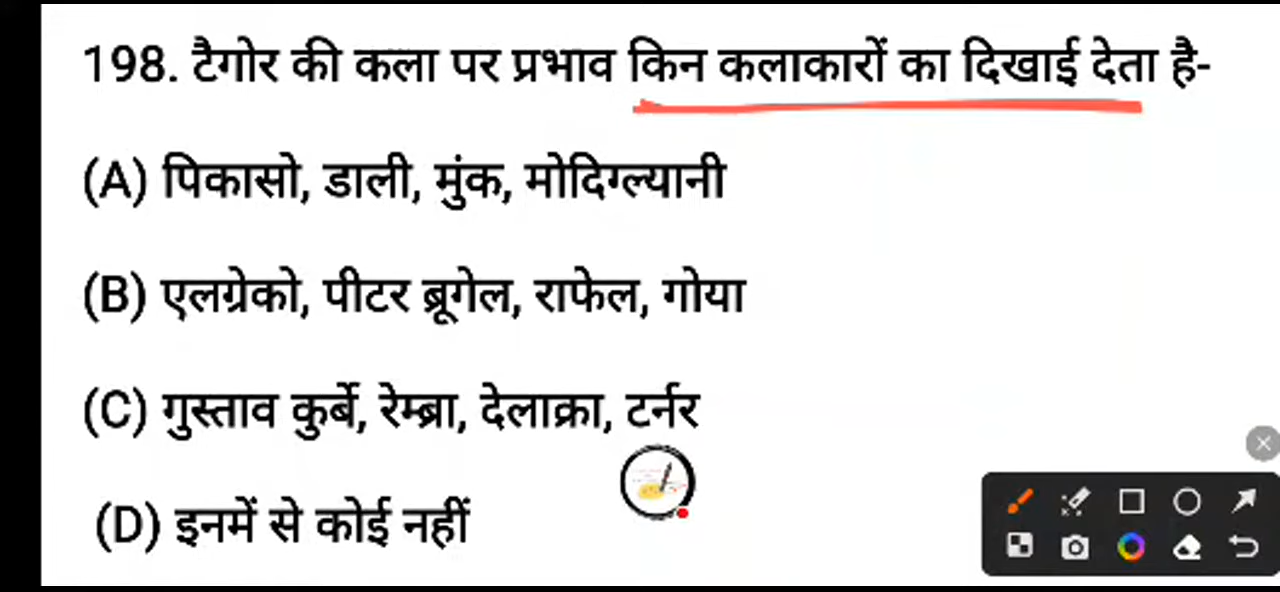 198. टैगोर की कला पर प्रभाव किन कलाकारों का दिखाई देता है-
(A) पिकासो, डाली, मुंक, मोदिग्ल्यानी
(B) एलग्रेको, पीटर ब्रूगेल, राफेल, गोया
(C) गुस्ताव कुर्बे, रेम्ब्रा, देलाक्रा, टर्नर
(D) इनमें से कोई नहीं